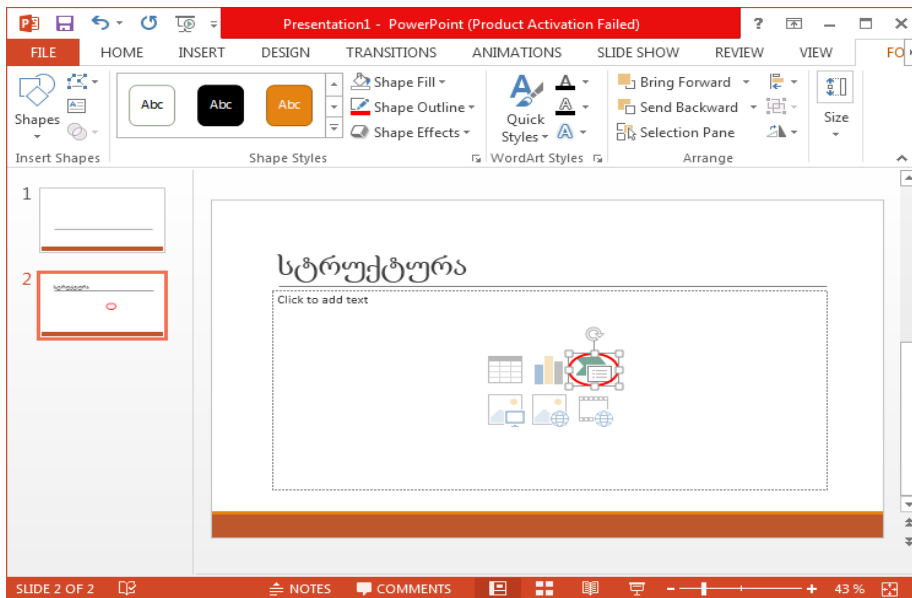 Presentation1 - PowerPoint (Product Activation Failed)
FILE HOME INSERT DESIGN TRANSITIONS ANIMATIONS SLIDE SHOW REVIEW VIEW FO
Shapes
Abc Abc Abc
Shape Fill
Shape Outline
Shape Effects
Quick
Styles
Bring Forward
Send Backward
Selection Pane
Size
Insert Shapes Shape Styles WordArt Styles Arrange
1
2
სტრუქტურა
სტრუქტურა
Click to add text
SLIDE 2 OF 2 NOTES COMMENTS 43 %